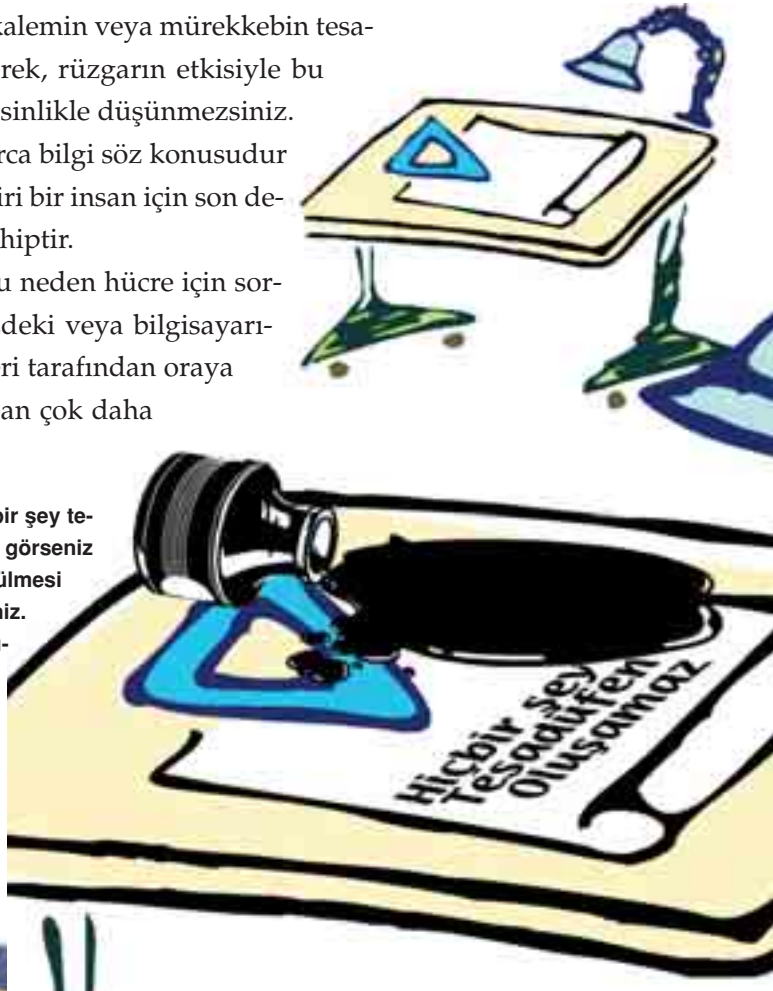 kalemin veya mürekkebin tesa-
rek, rüzgarın etkisiyle bu
sinlikle düşünmezsiniz.
rca bilgi söz konusudur
iri bir insan için son de-
hiptir.
u neden hücre için sor-
deki veya bilgisayarı-
ri tarafından oraya
an çok daha
bir şey te-
görseniz
ülmesi
niz.
Hiçbir şey
Tesadüfen
Oluşamaz